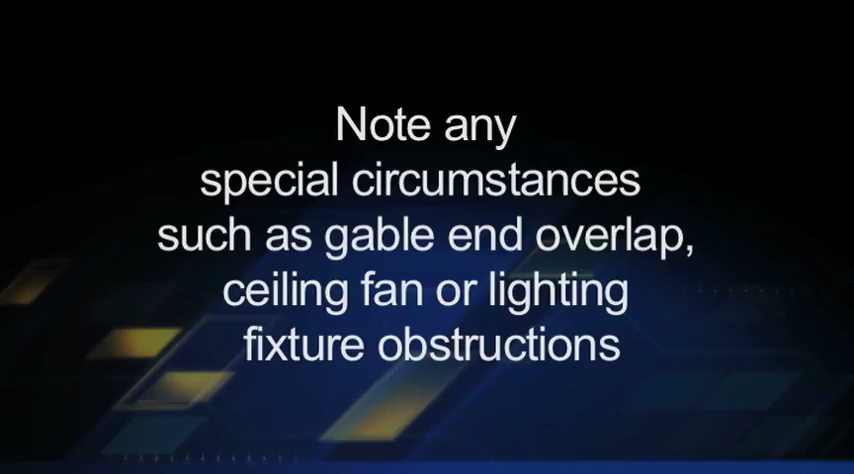 Note any
special circumstances
such as gable end overlap,
ceiling fan or lighting
fixture obstructions